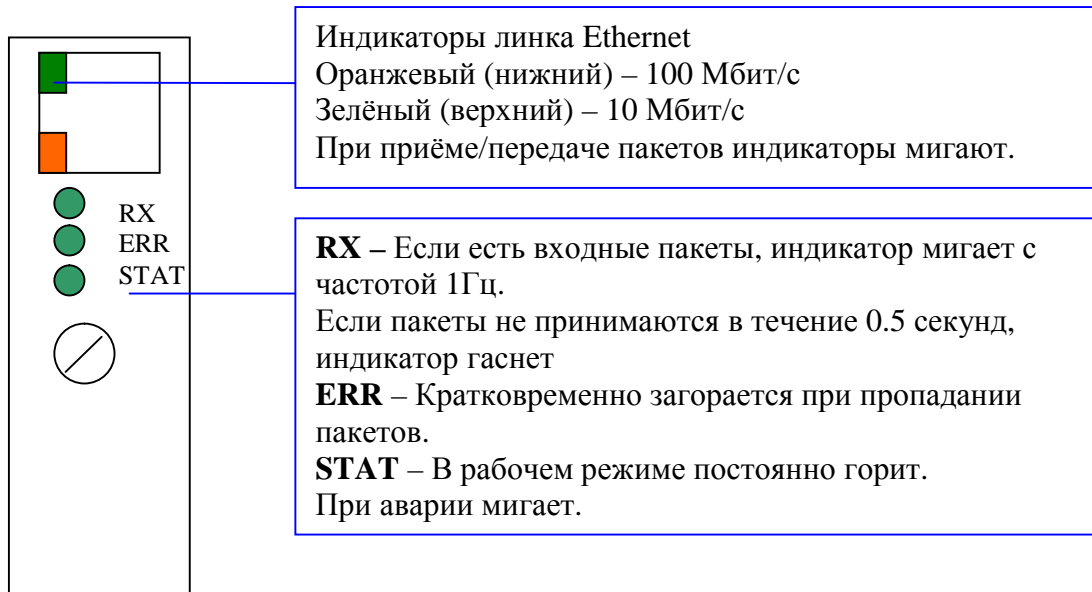 Индикаторы линка Ethernet
Оранжевый (нижний) – 100 Мбит/с
Зелёный (верхний) – 10 Мбит/с
При приёме/передаче пакетов индикаторы мигают.
RX
ERR
STAT
RX – Если есть входные пакеты, индикатор мигает с
частотой 1Гц.
Если пакеты не принимаются в течение 0.5 секунд,
индикатор гаснет
ERR – Кратковременно загорается при пропадании
пакетов.
STAT – В рабочем режиме постоянно горит.
При аварии мигает.